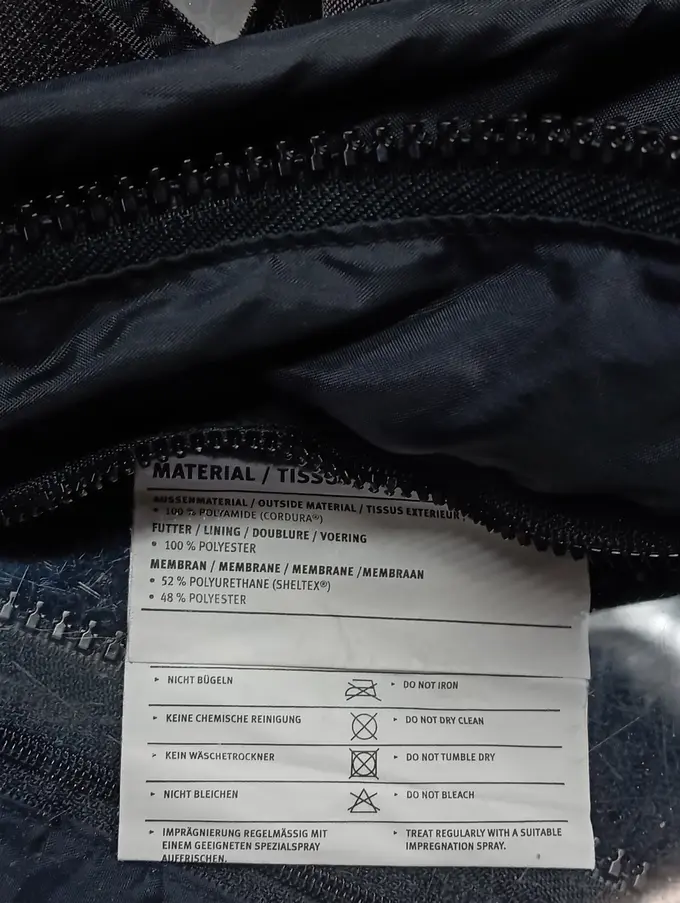 MATERIAL / TISSU
AUSSENMATERIAL / OUTSIDE MATERIAL / TISSUS EXTERIEUR
• 100 % POLYAMIDE (CORDURA®)
FUTTER / LINING / DOUBLURE / VOERING
• 100 % POLYESTER
MEMBRAN / MEMBRANE / MEMBRANE /MEMBRAAN
• 52 % POLYURETHANE (SHELTEX®)
• 48 % POLYESTER
▸ NICHT BÜGELN ▸ DO NOT IRON
▸ KEINE CHEMISCHE REINIGUNG ▸ DO NOT DRY CLEAN
▸ KEIN WÄSCHETROCKNER ▸ DO NOT TUMBLE DRY
▸ NICHT BLEICHEN ▸ DO NOT BLEACH
▸ IMPRÄGNIERUNG REGELMÄSSIG MIT
EINEM GEEIGNETEN SPEZIALSPRAY
AUFFRISCHEN.
▸ TREAT REGULARLY WITH A SUITABLE
IMPREGNATION SPRAY.